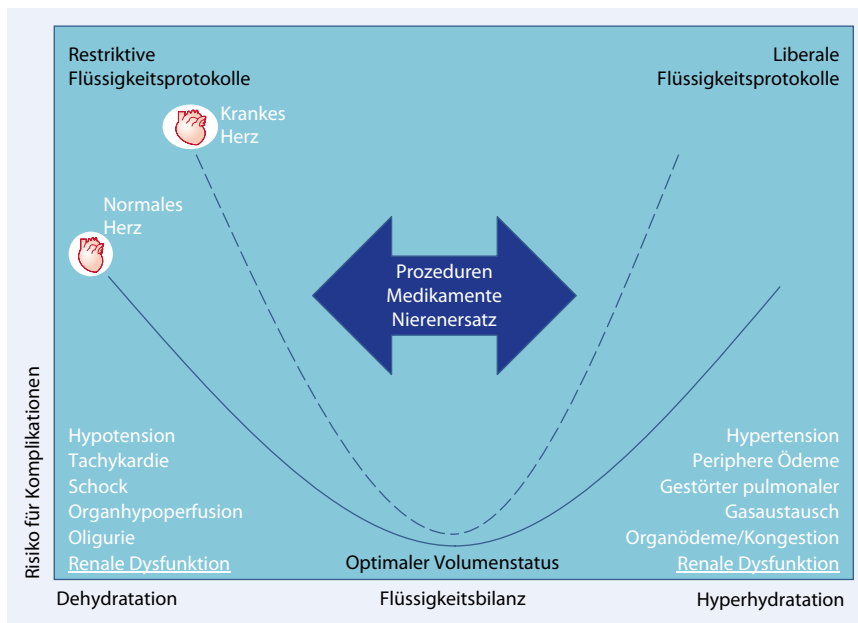 Restriktive
Flüssigkeitsprotokolle
Liberale
Flüssigkeitsprotokolle
Krankes
Herz
Normales
Herz
Prozeduren
Medikamente
Nierenersatz
Risiko für Komplikationen
Hypotension
Tachykardie
Schock
Organhypoperfusion
Oligurie
Renale Dysfunktion
Hypertension
Periphere Ödeme
Gestörter pulmonaler
Gasaustausch
Organödeme/Kongestion
Renale Dysfunktion
Optimaler Volumenstatus
Dehydratation
Flüssigkeitsbilanz
Hyperhydratation